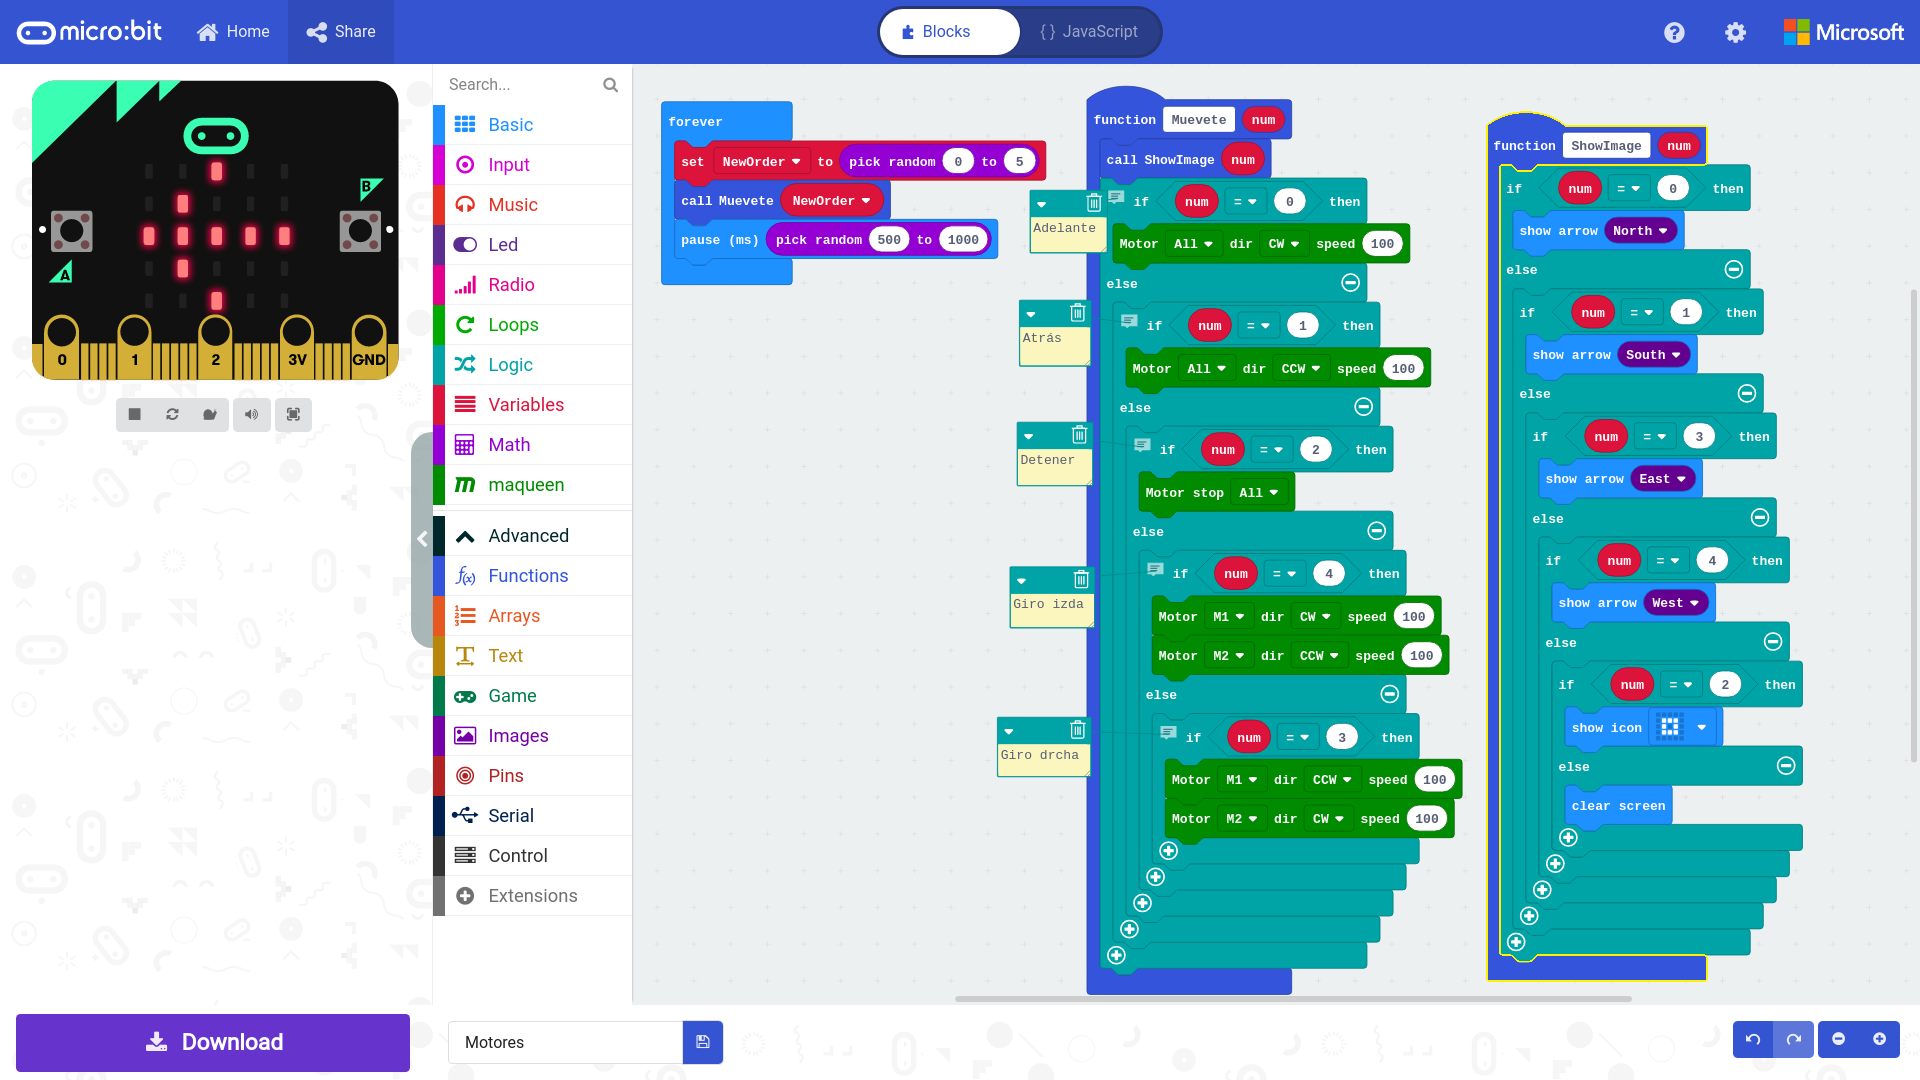 micro:bit Home Share Blocks { } JavaScript Microsoft
B
A
0 1 2 3V GND
Search...
Basic
Input
Music
Led
Radio
Loops
Logic
Variables
Math
maqueen
Advanced
Functions
Arrays
Text
Game
Images
Pins
Serial
Control
Extensions
forever
set NewOrder to pick random 0 to 5
call Muevete NewOrder
pause (ms) pick random 500 to 1000
Adelante
Atrás
Detener
Giro izda
Giro drcha
function Muevete num
call ShowImage num
if num = 0 then
Motor All dir CW speed 100
else
if num = 1 then
Motor All dir CCW speed 100
else
if num = 2 then
Motor stop All
else
if num = 4 then
Motor M1 dir CW speed 100
Motor M2 dir CCW speed 100
else
if num = 3 then
Motor M1 dir CCW speed 100
Motor M2 dir CW speed 100
function ShowImage num
if num = 0 then
show arrow North
else
if num = 1 then
show arrow South
else
if num = 3 then
show arrow East
else
if num = 4 then
show arrow West
else
if num = 2 then
show icon
else
clear screen
Download
Motores